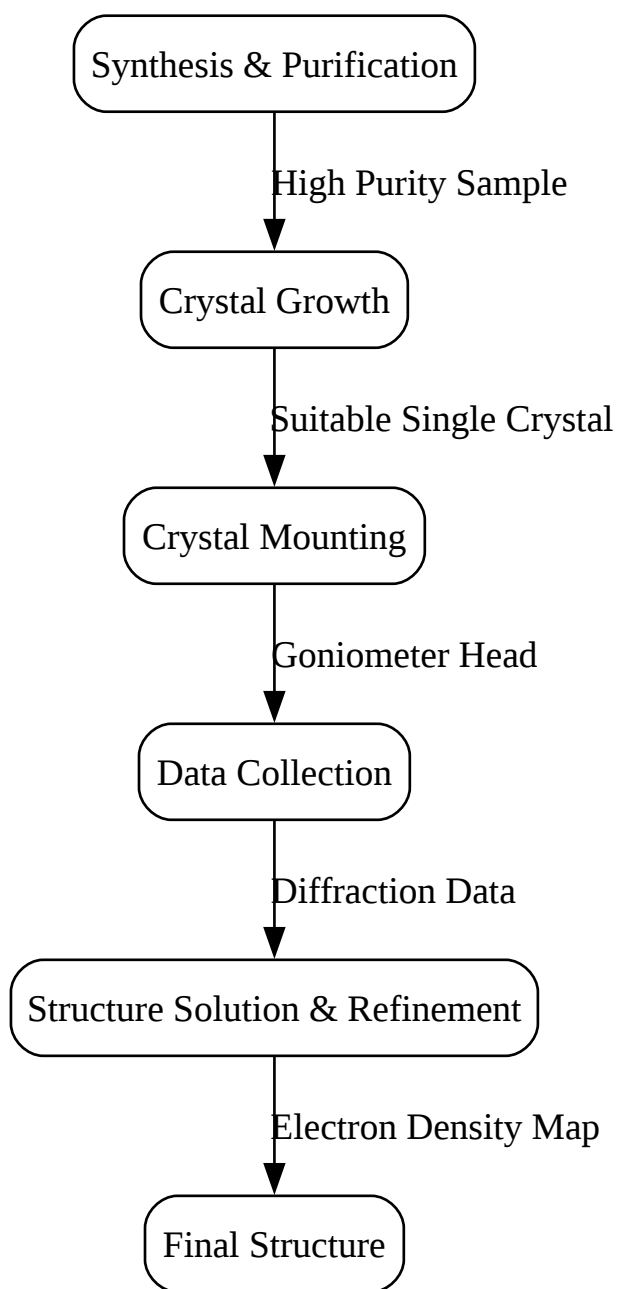 Synthesis & Purification
High Purity Sample
Crystal Growth
Suitable Single Crystal
Crystal Mounting
Goniometer Head
Data Collection
Diffraction Data
Structure Solution & Refinement
Electron Density Map
Final Structure